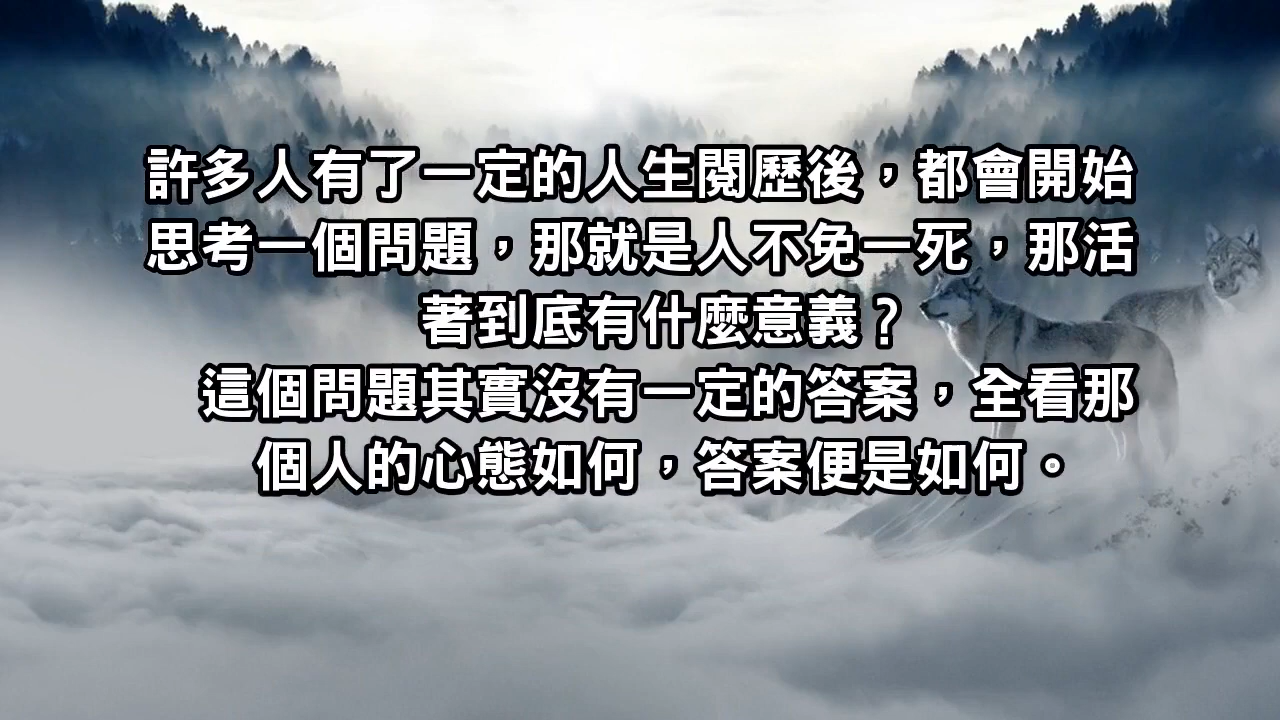 許多人有了一定的人生閱歷後，都會開始
思考一個問題，那就是人不免一死，那活
著到底有什麼意義？
這個問題其實沒有一定的答案，全看那
個人的心態如何，答案便是如何。